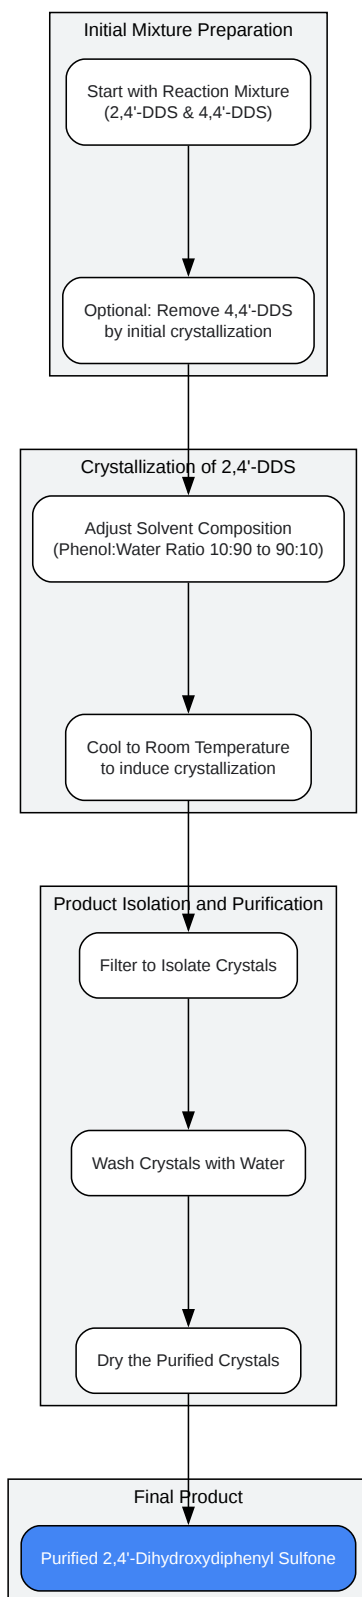 Initial Mixture Preparation
Start with Reaction Mixture
(2,4'-DDS & 4,4'-DDS)
Optional: Remove 4,4'-DDS
by initial crystallization
Crystallization of 2,4'-DDS
Adjust Solvent Composition
(Phenol:Water Ratio 10:90 to 90:10)
Cool to Room Temperature
to induce crystallization
Product Isolation and Purification
Filter to Isolate Crystals
Wash Crystals with Water
Dry the Purified Crystals
Final Product
Purified 2,4'-Dihydroxydiphenyl Sulfone